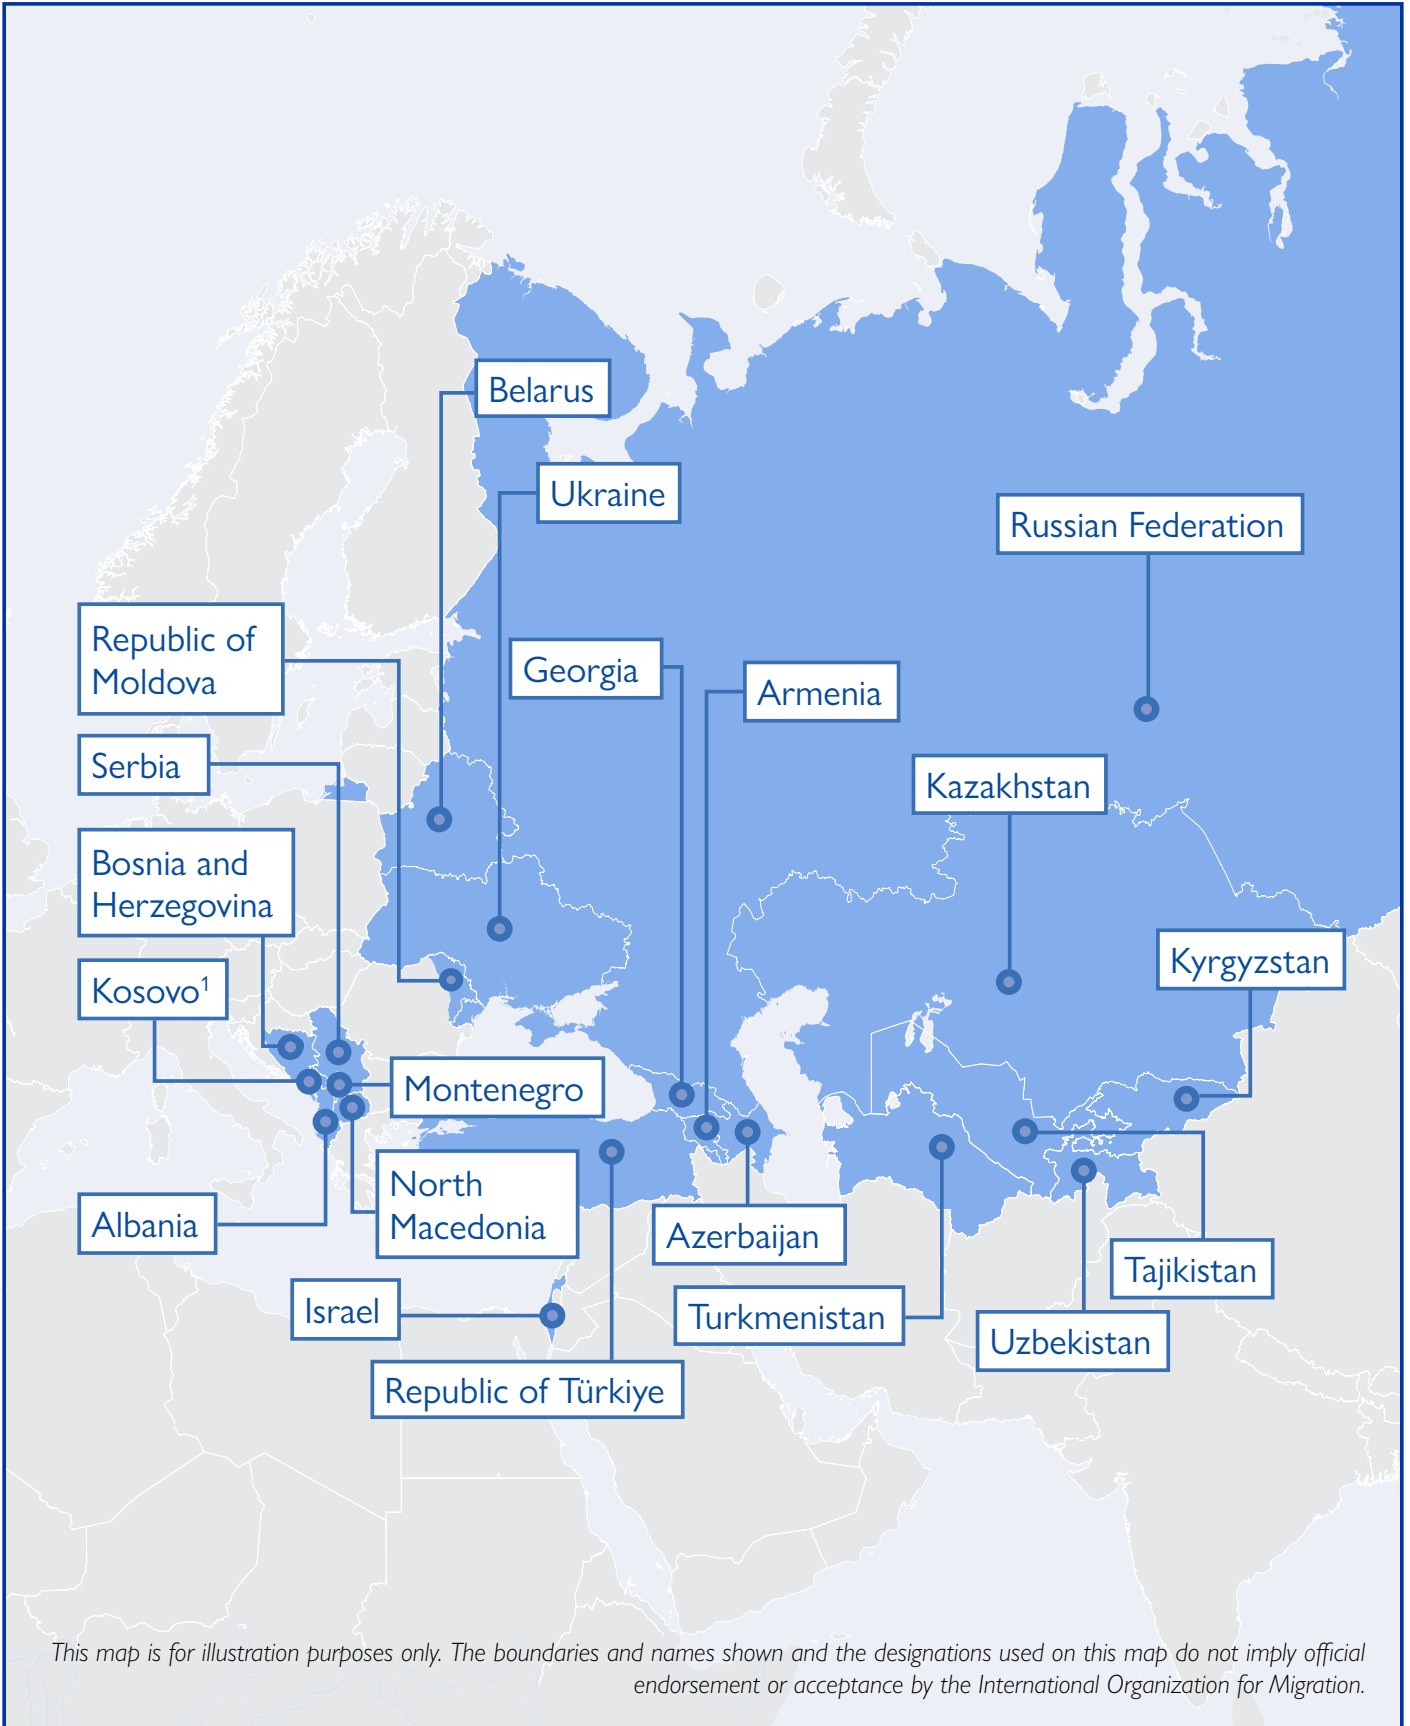 Belarus
Ukraine
Russian Federation
Republic of
Moldova
Georgia
Armenia
Serbia
Kazakhstan
Bosnia and
Herzegovina
Kyrgyzstan
Kosovo¹
Montenegro
North
Macedonia
Albania
Azerbaijan
Tajikistan
Israel
Turkmenistan
Uzbekistan
Republic of Türkiye
This map is for illustration purposes only. The boundaries and names shown and the designations used on this map do not imply official
endorsement or acceptance by the International Organization for Migration.